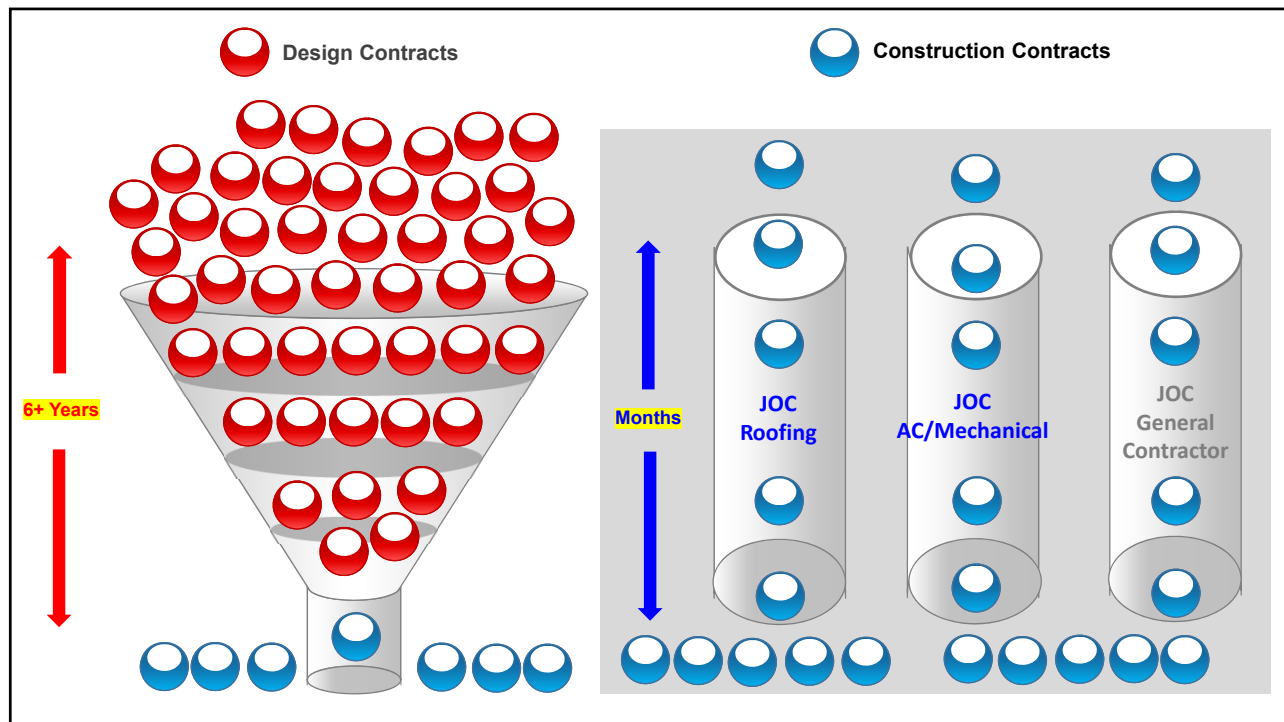 Design Contracts
Construction Contracts
6+ Years
Months
JOC
Roofing
JOC
AC/Mechanical
JOC
General
Contractor